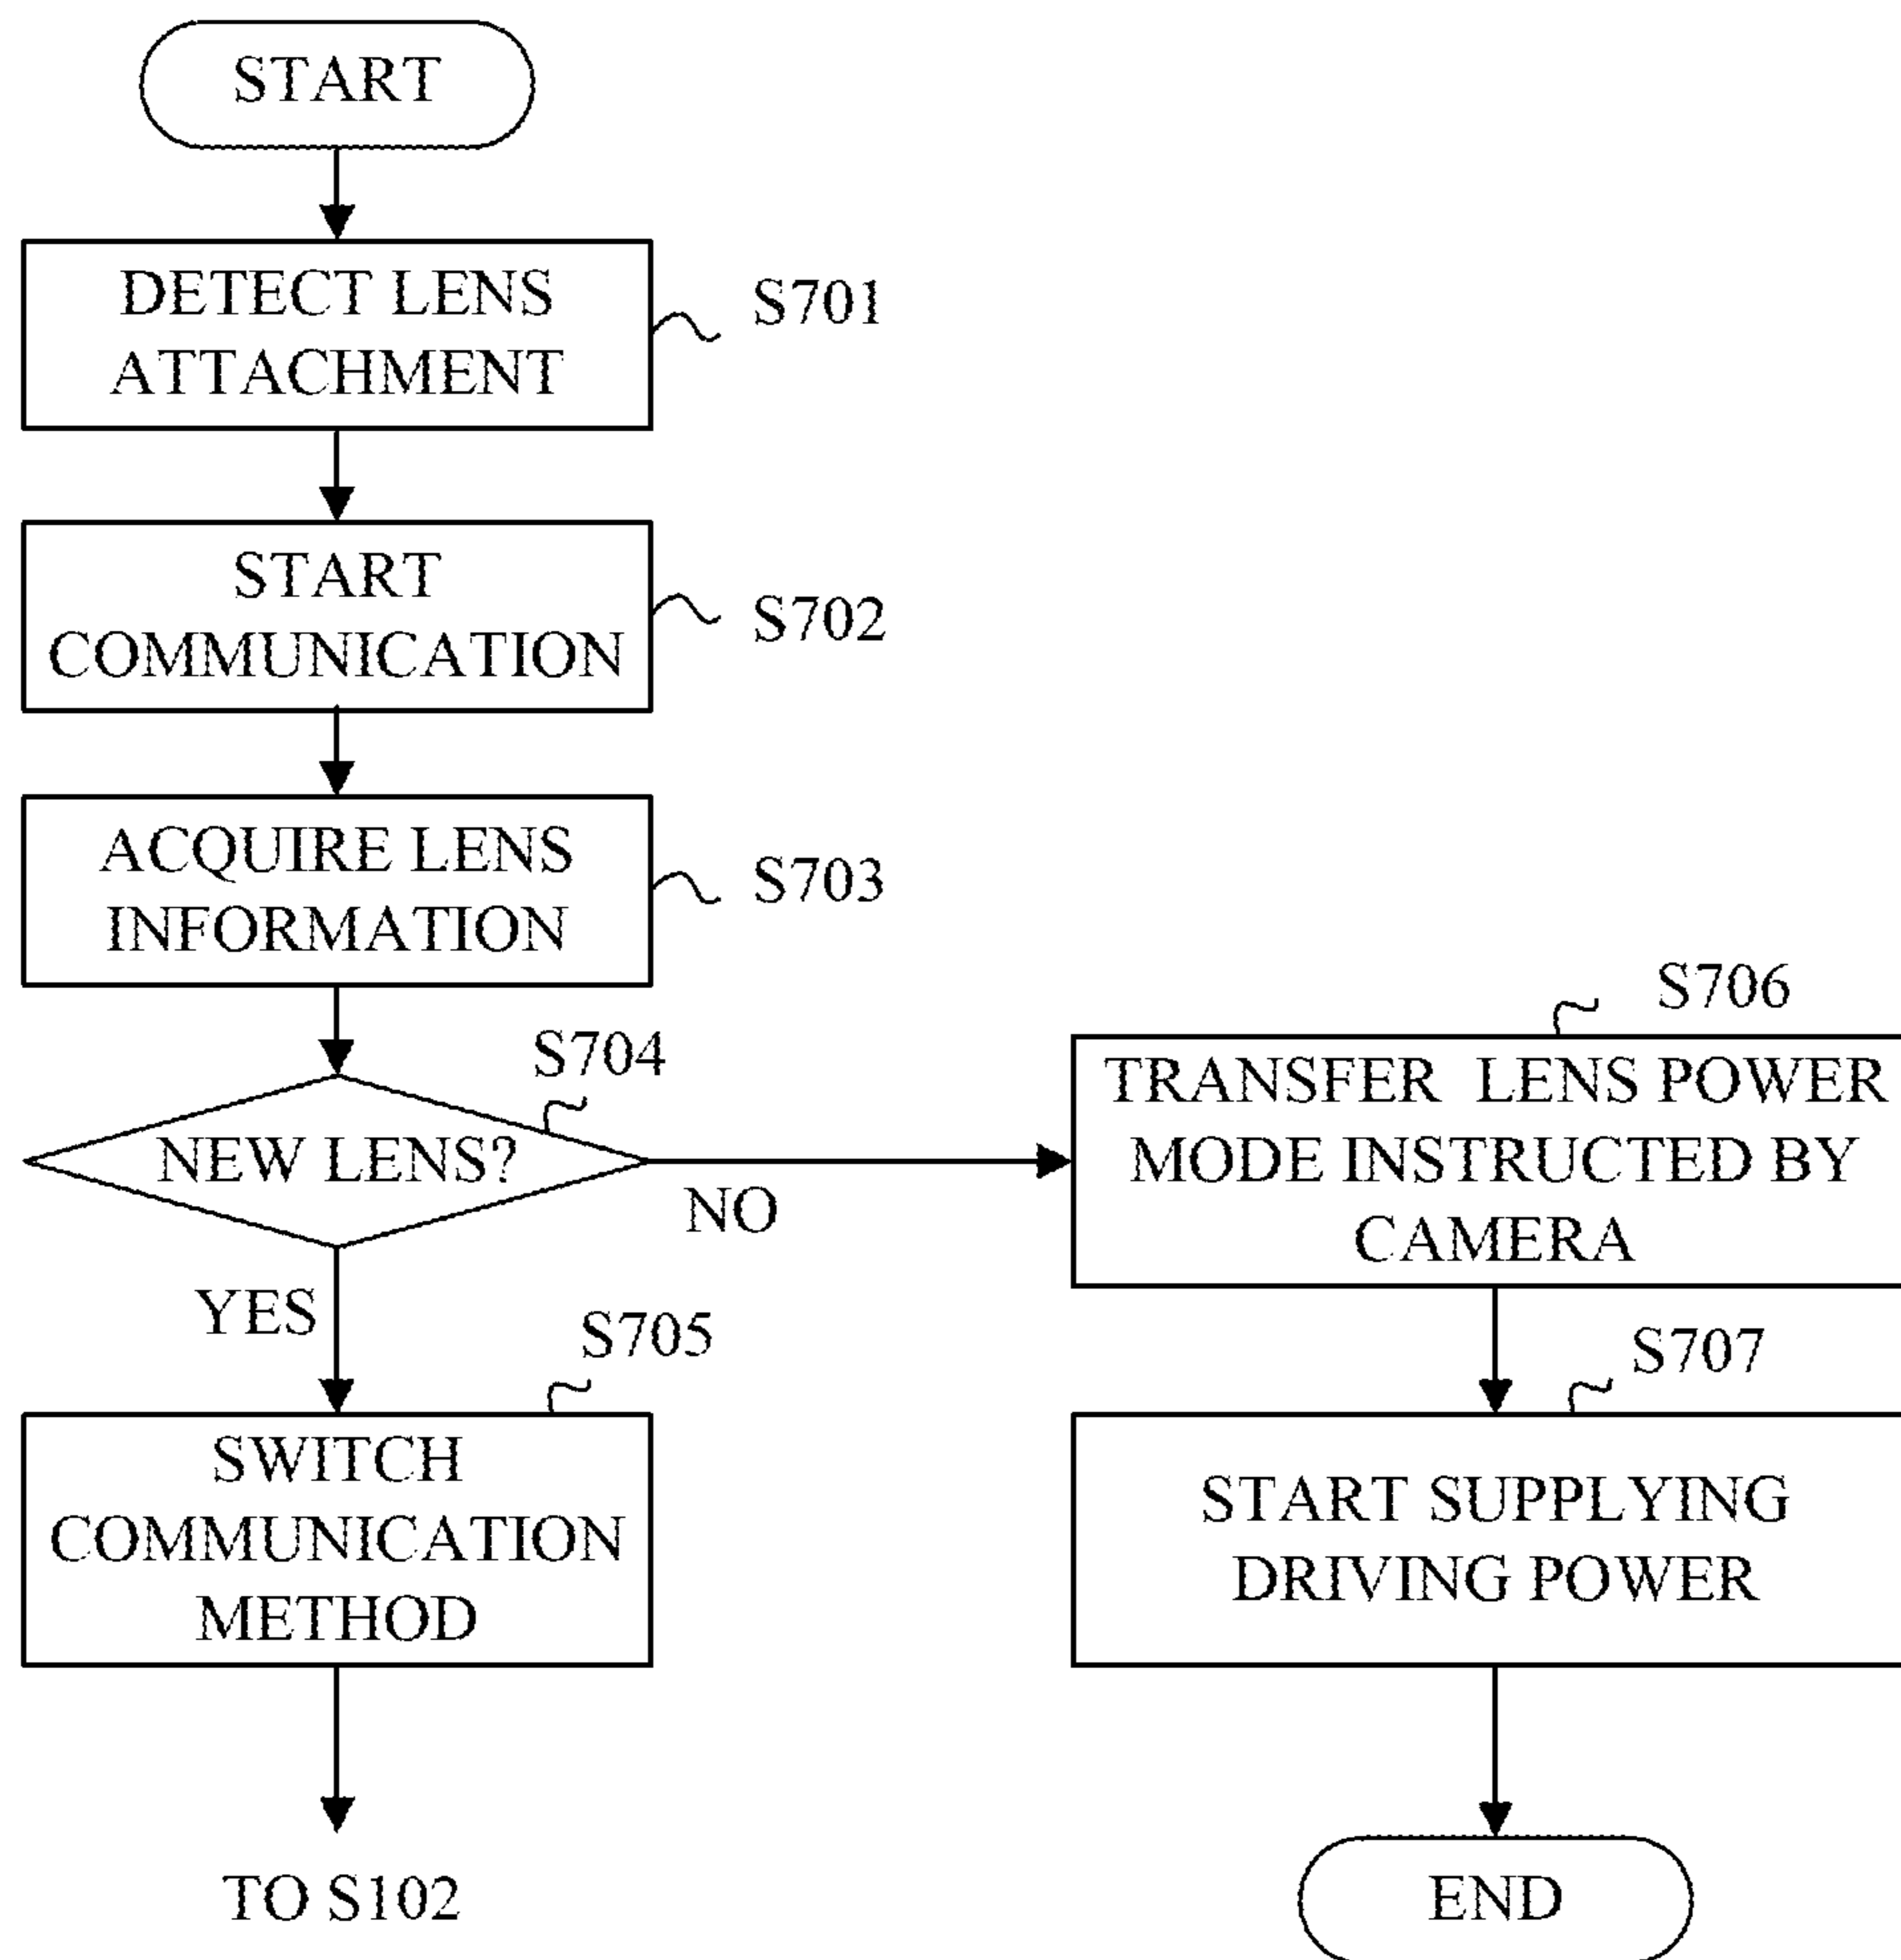 START
DETECT LENS
ATTACHMENT
S701
START
COMMUNICATION
S702
ACQUIRE LENS
INFORMATION
S703
S704
NEW LENS?
NO
YES
S705
SWITCH
COMMUNICATION
METHOD
TO S102
S706
TRANSFER LENS POWER
MODE INSTRUCTED BY
CAMERA
S707
START SUPPLYING
DRIVING POWER
END